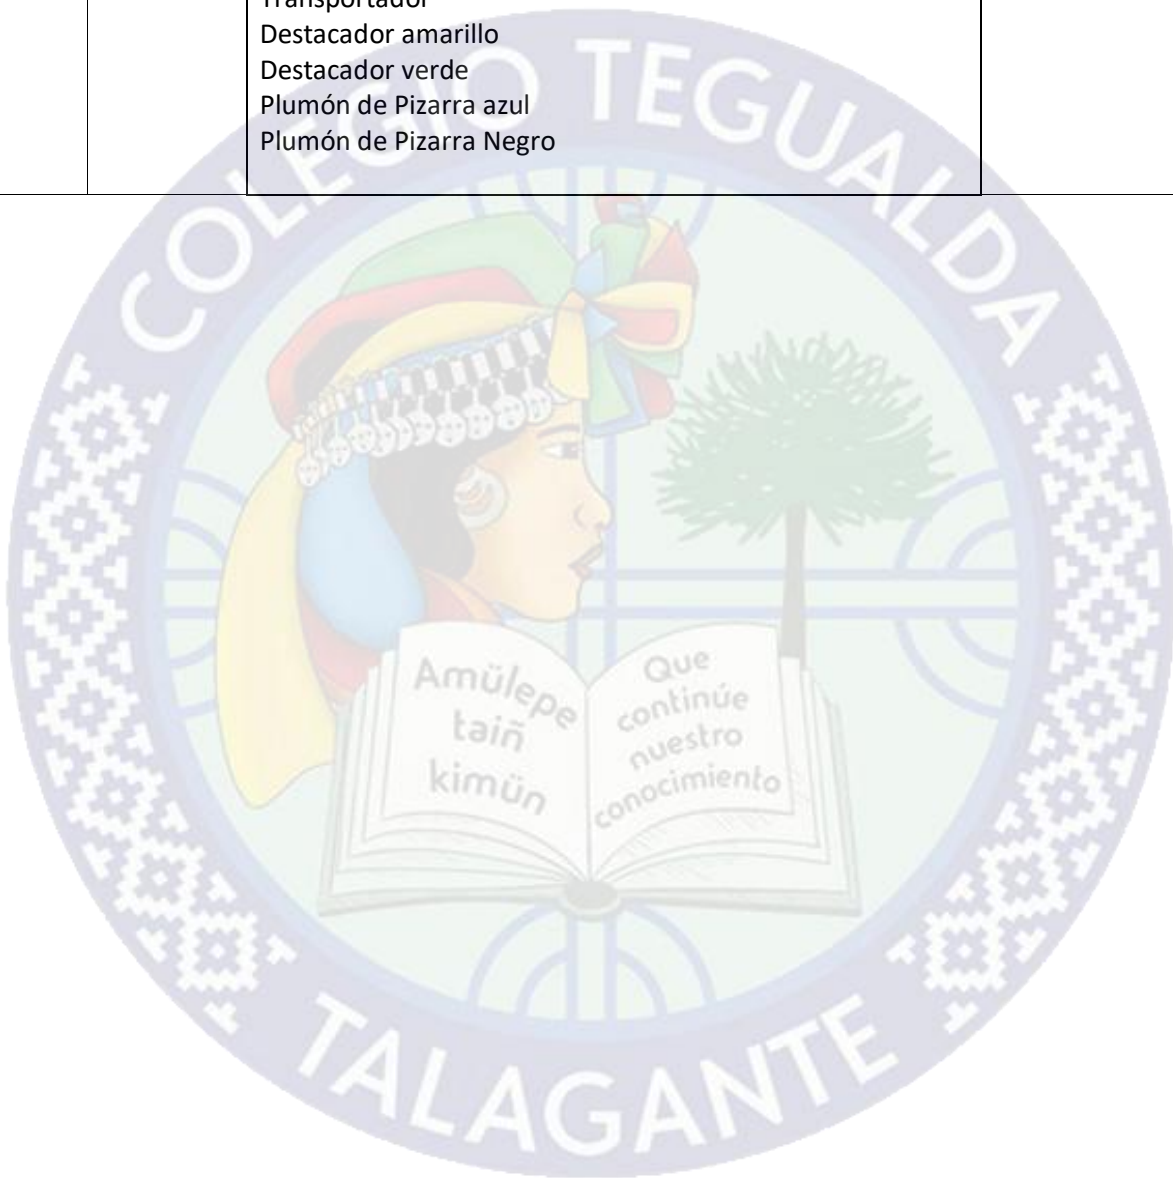 Transportador
Destacador amarillo
Destacador verde
Plumón de Pizarra azul
Plumón de Pizarra Negro
COLEGIO TEGUALDA
Amülepe
taiñ
kimün
Que
continúe
nuestro
conocimiento
TALAGANTE